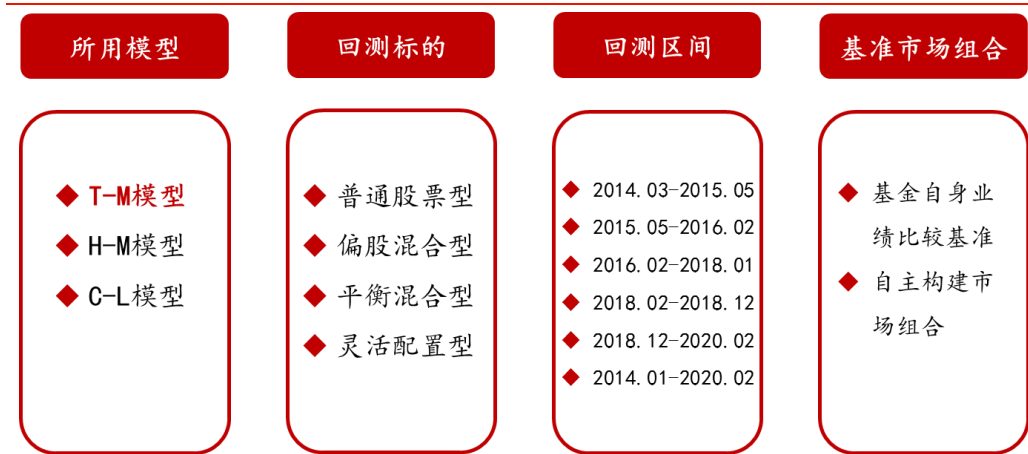 所用模型
T-M模型
H-M模型
C-L模型
回测标的
普通股票型
偏股混合型
平衡混合型
灵活配置型
回测区间
2014.03-2015.05
2015.05-2016.02
2016.02-2018.01
2018.02-2018.12
2018.12-2020.02
2014.01-2020.02
基准市场组合
基金自身业
绩比较基准
自主构建市
场组合